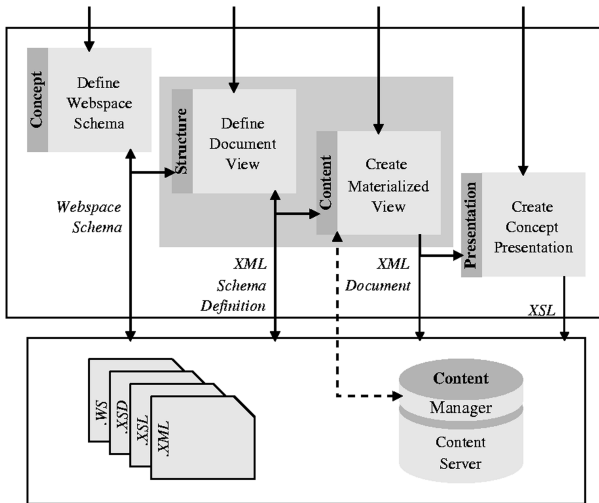 Concept
Define
Webspace
Schema
Structure
Define
Document
View
Content
Create
Materialized
View
Presentation
Create
Concept
Presentation
Webspace
Schema
XML
Schema
Definition
XML
Document
XSL
.WS
.XSD
.XSL
.XML
Content
Manager
Content
Server